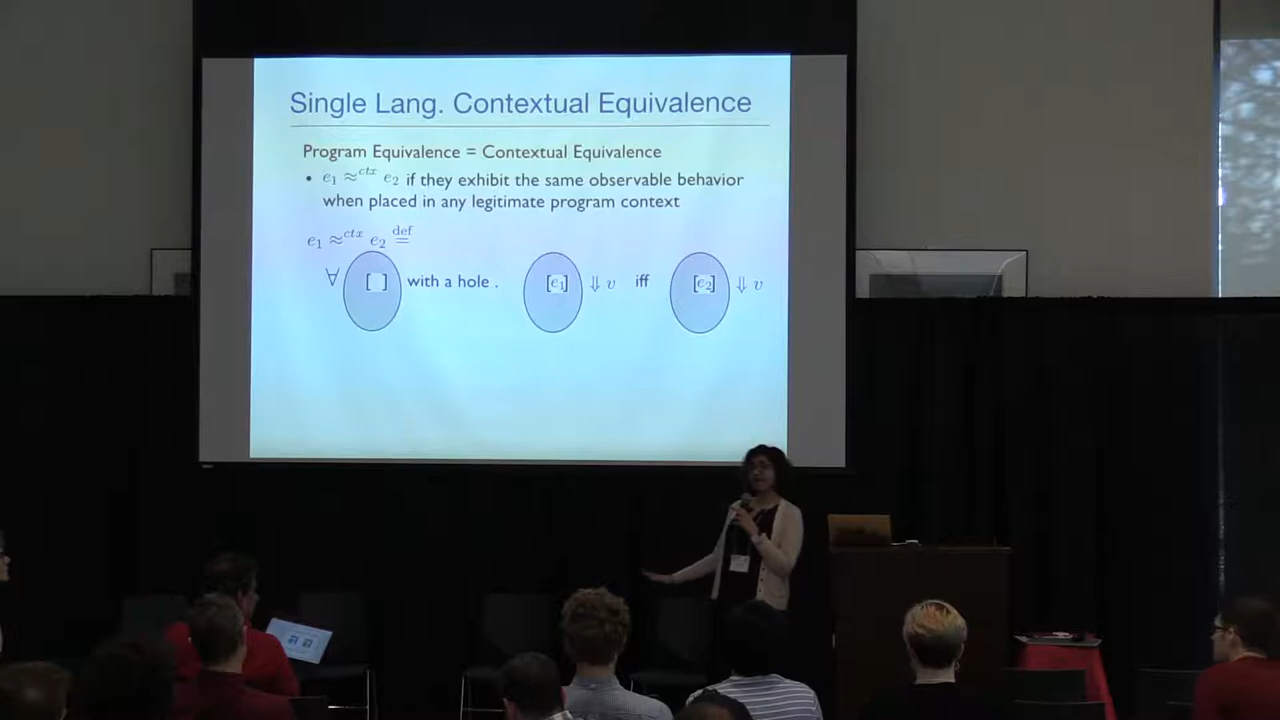 Single Lang. Contextual Equivalence
Program Equivalence = Contextual Equivalence
• e₁ ≈ᶜᵗˣ e₂ if they exhibit the same observable behavior
when placed in any legitimate program context
e₁ ≈ᶜᵗˣ e₂ def
=
∀ [ ] with a hole . [e₁] ⇓ v iff [e₂] ⇓ v